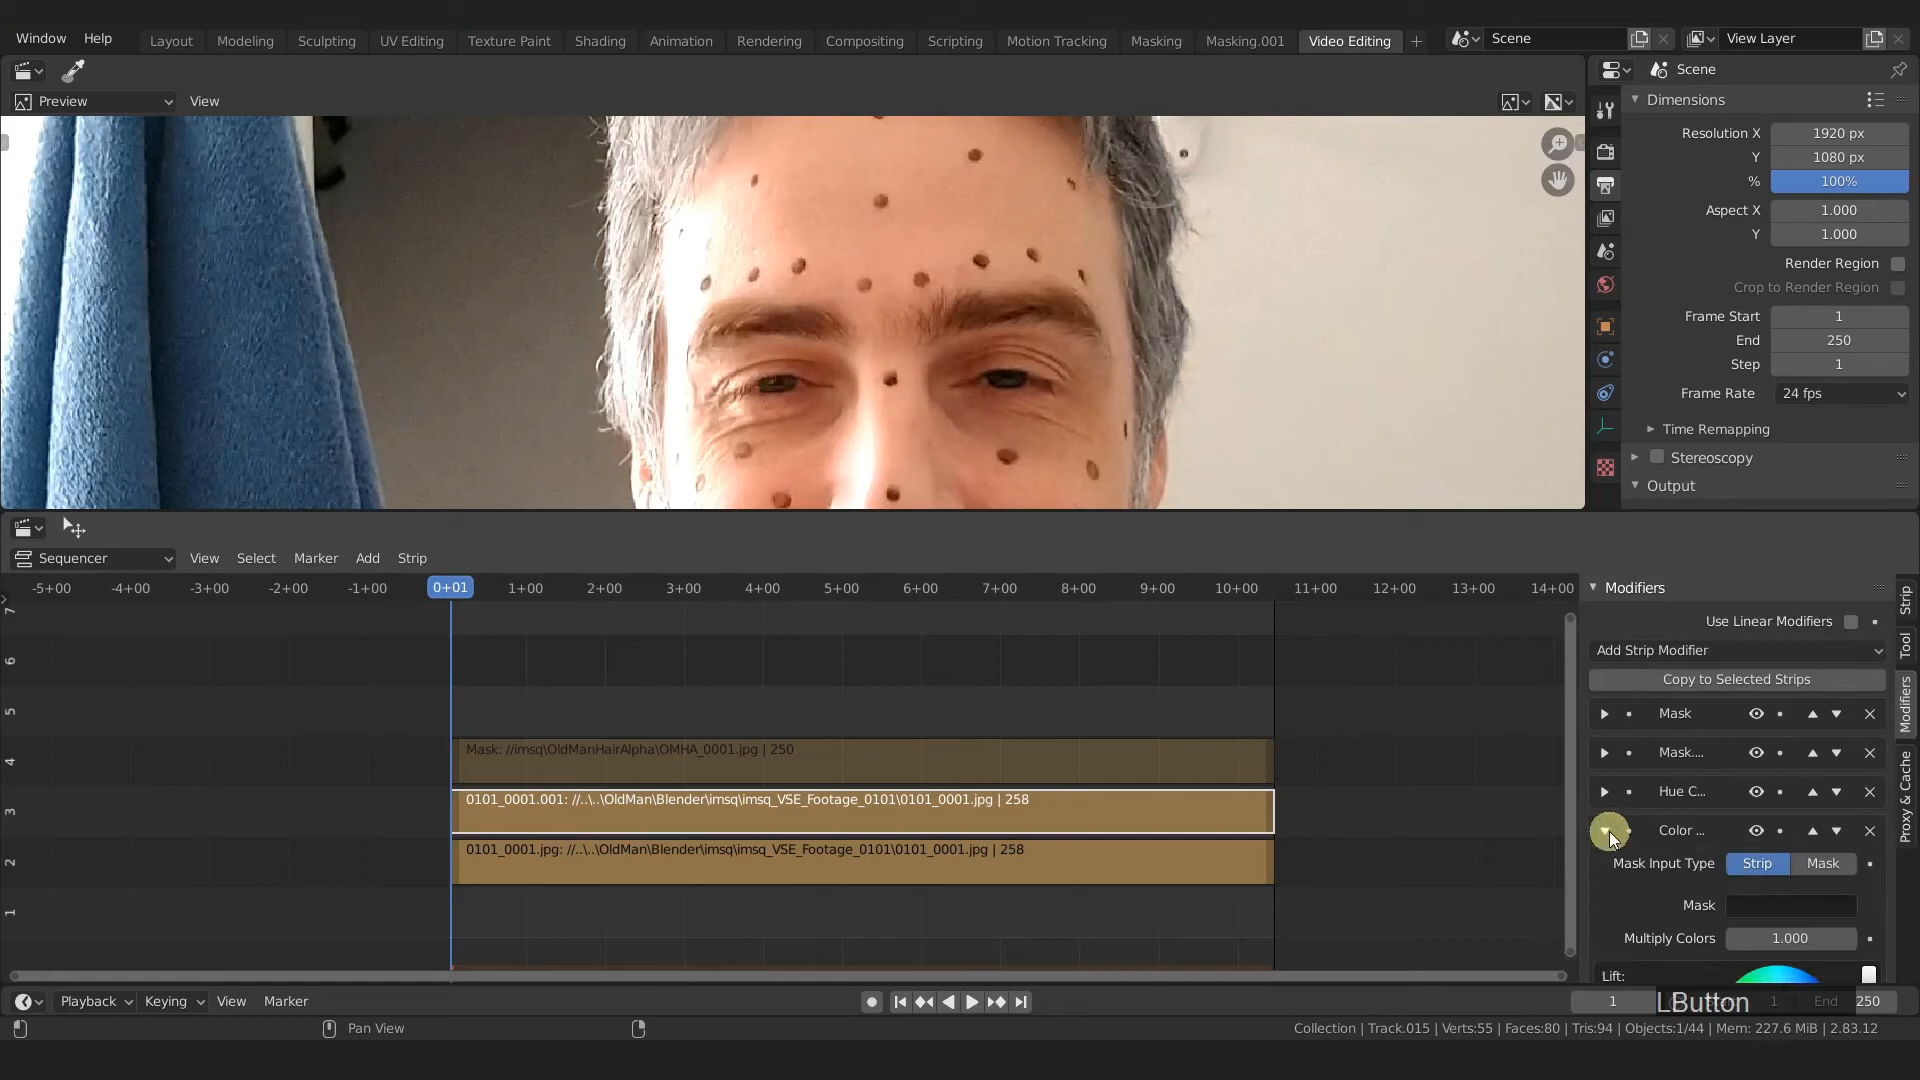 Window Help Layout Modeling Sculpting UV Editing Texture Paint Shading Animation Rendering Compositing Scripting Motion Tracking Masking Masking.001 Video Editing + Scene View Layer
Scene
Preview View
Dimensions
Resolution X 1920 px
Y 1080 px
% 100%
Aspect X 1.000
Y 1.000
Render Region
Crop to Render Region
Frame Start 1
End 250
Step 1
Frame Rate 24 fps
Time Remapping
Stereoscopy
Output
Sequencer View Select Marker Add Strip
-5+00 -4+00 -3+00 -2+00 -1+00 0+01 1+00 2+00 3+00 4+00 5+00 6+00 7+00 8+00 9+00 10+00 11+00 12+00 13+00 14+00
7
6
5
4
3
2
1
Mask: //imsq\OldManHairAlpha\OMHA_0001.jpg | 250
0101_0001.001: //..\..\OldMan\Blender\imsq\imsq_VSE_Footage_0101\0101_0001.jpg | 258
0101_0001.jpg: //..\..\OldMan\Blender\imsq\imsq_VSE_Footage_0101\0101_0001.jpg | 258
Modifiers
Use Linear Modifiers
Add Strip Modifier
Copy to Selected Strips
Mask
Mask....
Hue C...
Color ...
Mask Input Type Strip Mask
Mask
Multiply Colors 1.000
Lift:
Strip
Tool
Modifiers
Proxy & Cache
Playback Keying View Marker 1 LButton 1 End 250
Pan View
Collection | Track.015 | Verts:55 | Faces:80 | Tris:94 | Objects:1/44 | Mem: 227.6 MiB | 2.83.12